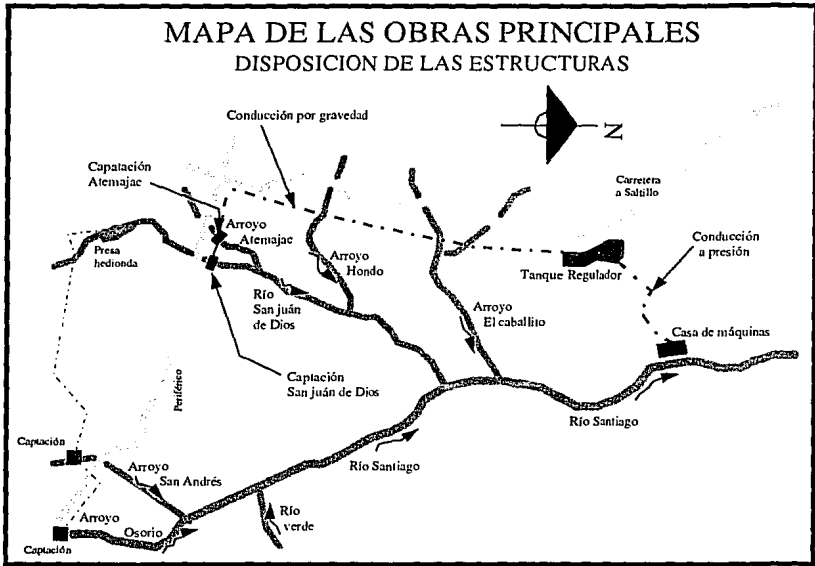 MAPA DE LAS OBRAS PRINCIPALES
DISPOSICION DE LAS ESTRUCTURAS
Conducción por gravedad
N
Capatación
Atemajac
Carretera
a Saltillo
Arroyo
Atemajac
Presa
hedionda
Arroyo
Hondo
Tanque Regulador
Conducción
a presión
Río
San juán
de Dios
Arroyo
El caballito
Casa de máquinas
Captación
San juán de Dios
Periférico
Río Santiago
Captación
Arroyo
San Andrés
Río Santiago
Arroyo
Osorio
Río
verde
Captación